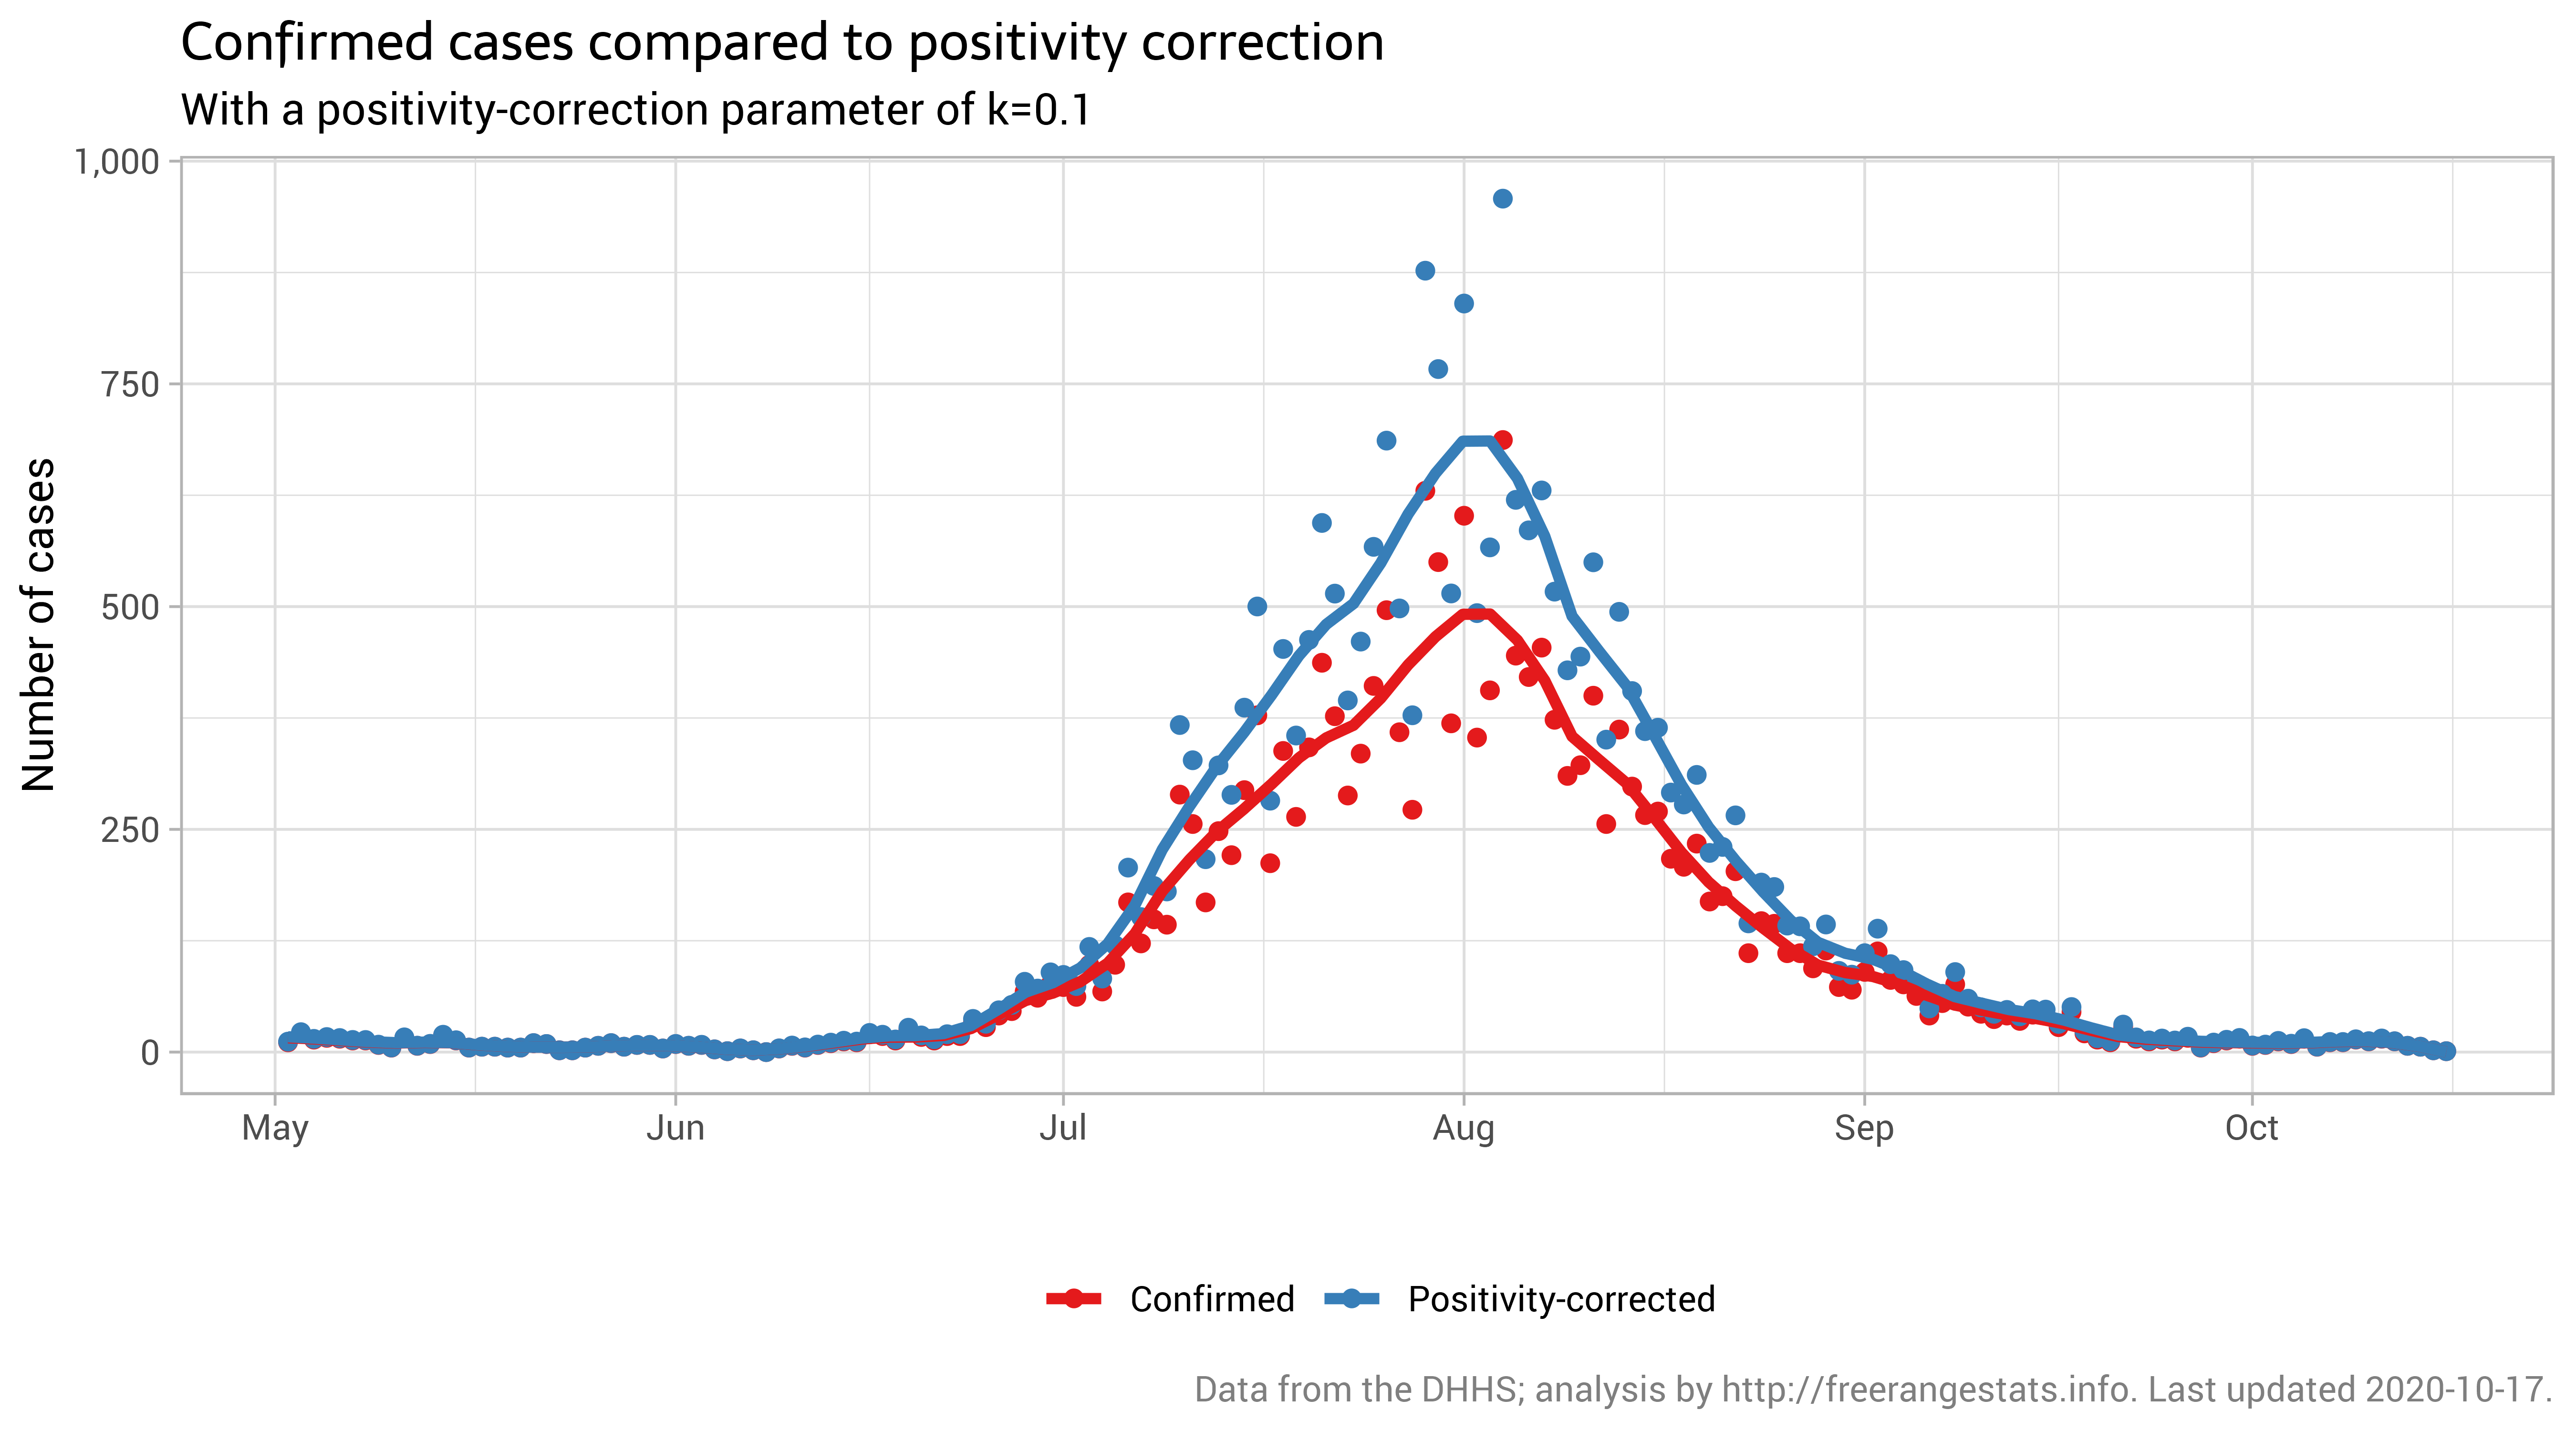 Confirmed cases compared to positivity correction
With a positivity-correction parameter of k=0.1
Number of cases
1,000
750
500
250
0
May Jun Jul Aug Sep Oct
Confirmed Positivity-corrected
Data from the DHHS; analysis by http://freerangestats.info. Last updated 2020-10-17.